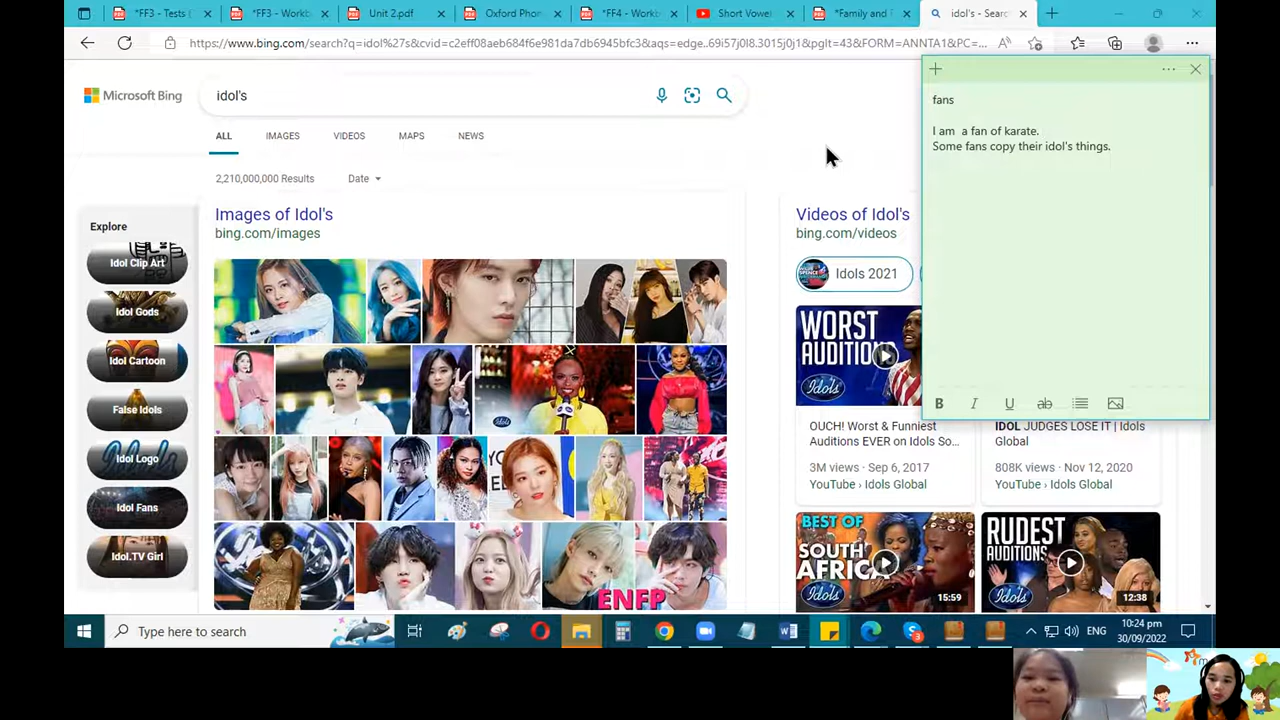 *FF3 - Tests
*FF3 - Workb
Unit 2.pdf
Oxford Phon
*FF4 - Workb
Short Vowel
*Family and F
idol's - Searc
https://www.bing.com/search?q=idol%27s&cvid=c2eff08aeb684f6e981da7db6945bfc3&aqs=edge..69i57j0l8.3015j0j1&pglt=43&FORM=ANNTA1&PC=...
Microsoft Bing
idol's
ALL
IMAGES
VIDEOS
MAPS
NEWS
2,210,000,000 Results
Date
Explore
Idol Clip Art
Idol Gods
Idol Cartoon
False Idols
Idol Logo
Idol Fans
Idol.TV Girl
Images of Idol's
bing.com/images
ENFP
Videos of Idol's
bing.com/videos
Idols 2021
WORST
AUDITION
Idols
OUCH! Worst & Funniest
Auditions EVER on Idols So...
3M views · Sep 6, 2017
YouTube › Idols Global
IDOL JUDGES LOSE IT | Idols
Global
808K views · Nov 12, 2020
YouTube › Idols Global
BEST OF
SOUTH
AFRICA
Idols
15:59
RUDEST
AUDITIONS
Idols
12:38
fans
I am  a fan of karate.
Some fans copy their idol's things.
B I U ab
Type here to search
ENG
10:24 pm
30/09/2022